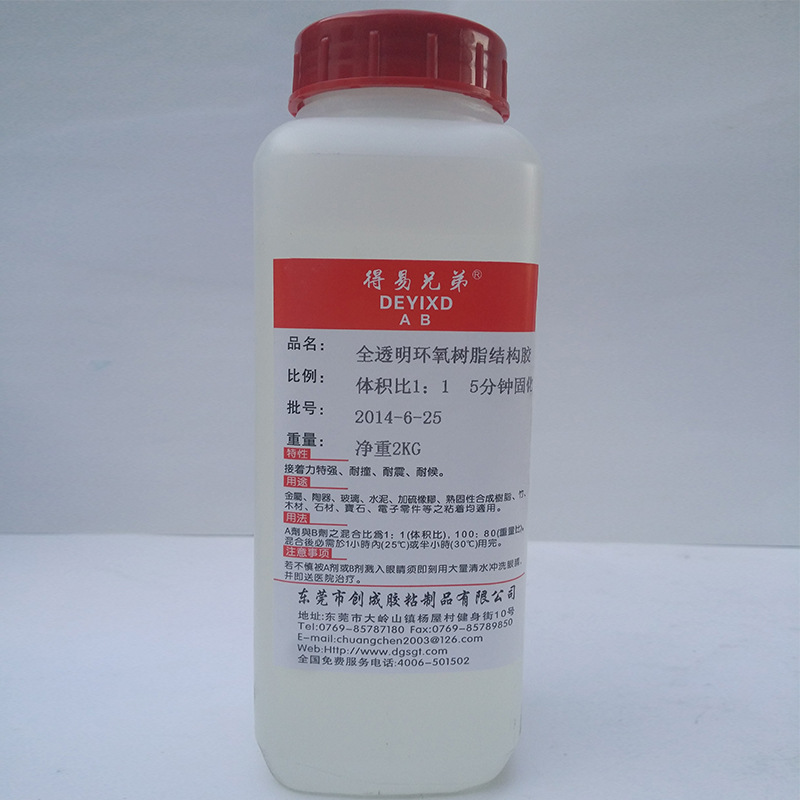 得易兄弟®
DEYIXD
A B
品名： 全透明环氧树脂结构胶
比例： 体积比1：1 5分钟固化
批号： 2014-6-25
重量： 净重2KG
特性
接着力特强、耐撞、耐震、耐候。
用途
金屬、陶器、玻璃、水泥、加硫橡膠、熟固性合成樹脂、竹、
木材、石材、寶石、電子零件等之粘着均適用。
用法
A劑與B劑之混合比為1：1(体积比)，100：80(重量比)，
混合後必需於1小時內(25℃)或半小時(30℃)用完。
注意事项
若不慎被A剂或B剂溅入眼睛须即刻用大量清水冲洗眼睛，
并即送医院治疗。
东莞市创成胶粘制品有限公司
地址:东莞市大岭山镇杨屋村健身街10号
Tel:0769-85787180 Fax:0769-85789850
E-mail:chuangchen2003@126.com
Web:Http://www.dgsgt.com
全国免费服务电话:4006-501502